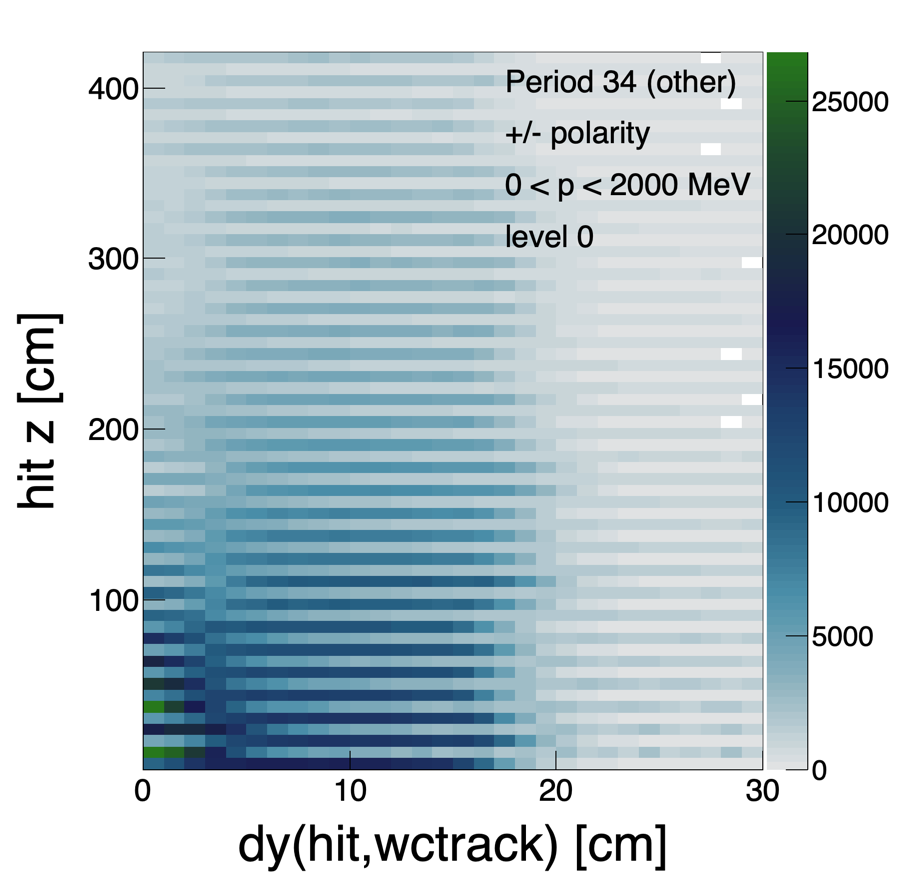 Period 34 (other)
+/- polarity
0 < p < 2000 MeV
level 0
hit z [cm]
400
300
200
100
0
10
20
30
dy(hit,wctrack) [cm]
25000
20000
15000
10000
5000
0